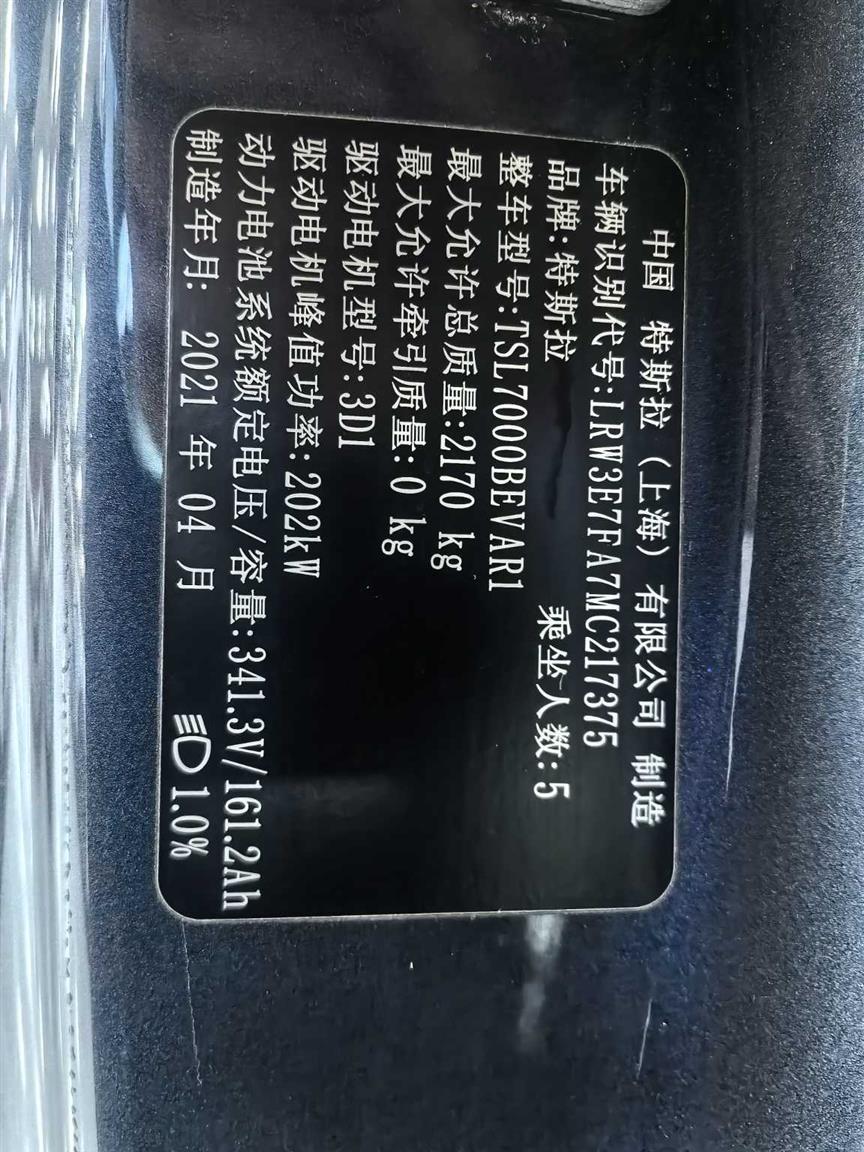 中国 特斯拉（上海）有限公司 制造
车辆识别代号:LRW3E7FA7MC217375
品牌:特斯拉 乘坐人数:5
整车型号:TSL7000BEVAR1
最大允许总质量:2170 kg
最大允许牵引质量:0 kg
驱动电机型号:3D1
驱动电机峰值功率:202kW
动力电池系统额定电压/容量:341.3V/161.2Ah
制造年月: 2021 年 04 月 1.0%